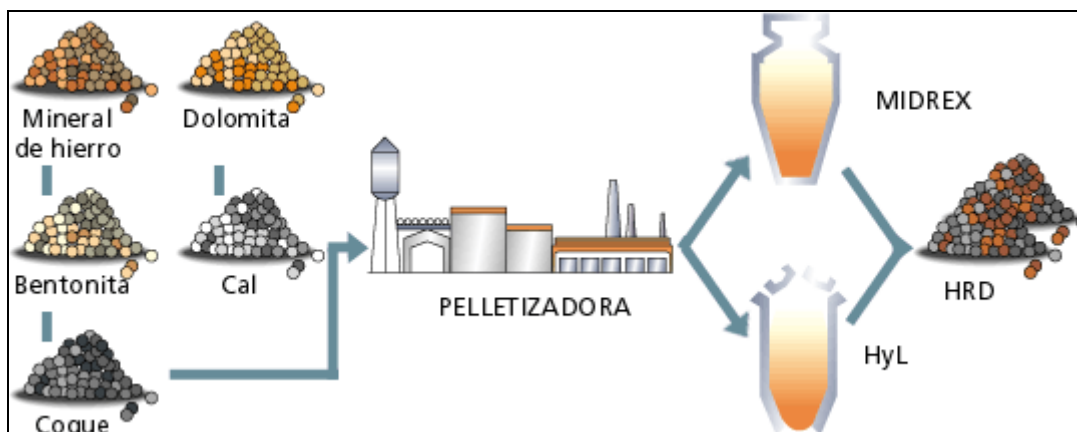 Mineral
de hierro
Dolomita
Bentonita
Cal
Coque
PELLETIZADORA
MIDREX
HyL
HRD